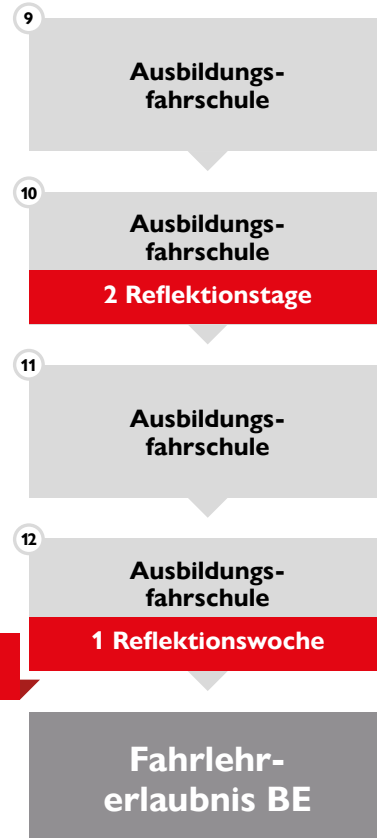 9
Ausbildungs-
fahrschule
10
Ausbildungs-
fahrschule
2 Reflektionstage
11
Ausbildungs-
fahrschule
12
Ausbildungs-
fahrschule
1 Reflektionswoche
Fahrlehr-
erlaubnis BE